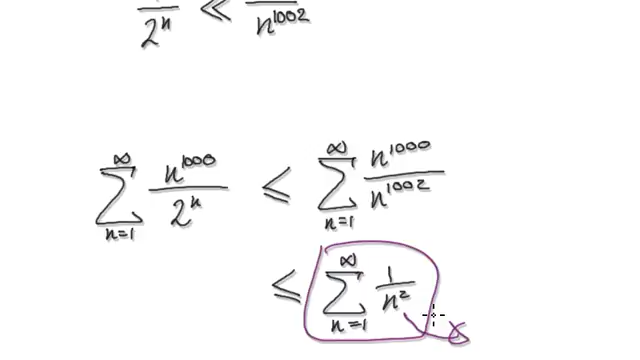 1/2^n ≪ 1/n^1002
∞ ∑ n=1 n^1000/2^n ≤ ∞ ∑ n=1 n^1000/n^1002
≤ ∞ ∑ n=1 1/n^2